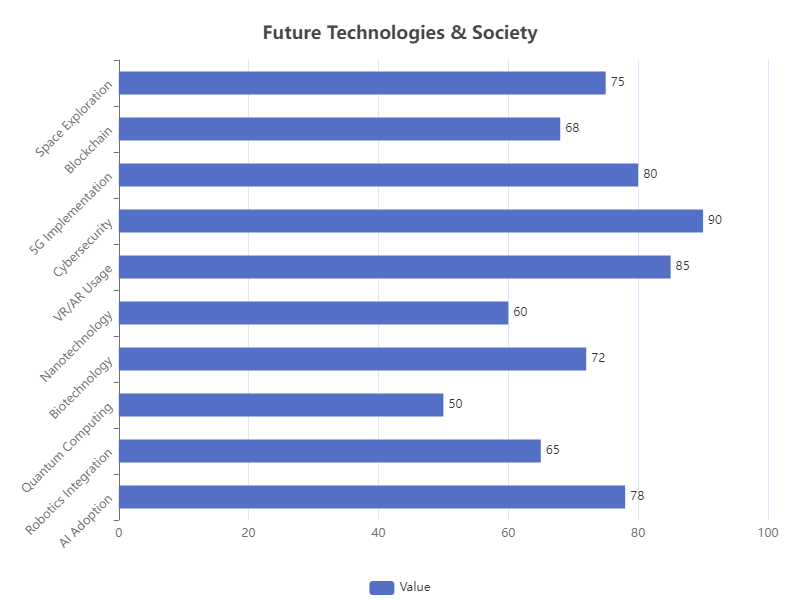 Future Technologies & Society
Space Exploration
75
Blockchain
68
5G Implementation
80
Cybersecurity
90
VR/AR Usage
85
Nanotechnology
60
Biotechnology
72
Quantum Computing
50
Robotics Integration
65
AI Adoption
78
0 20 40 60 80 100
Value